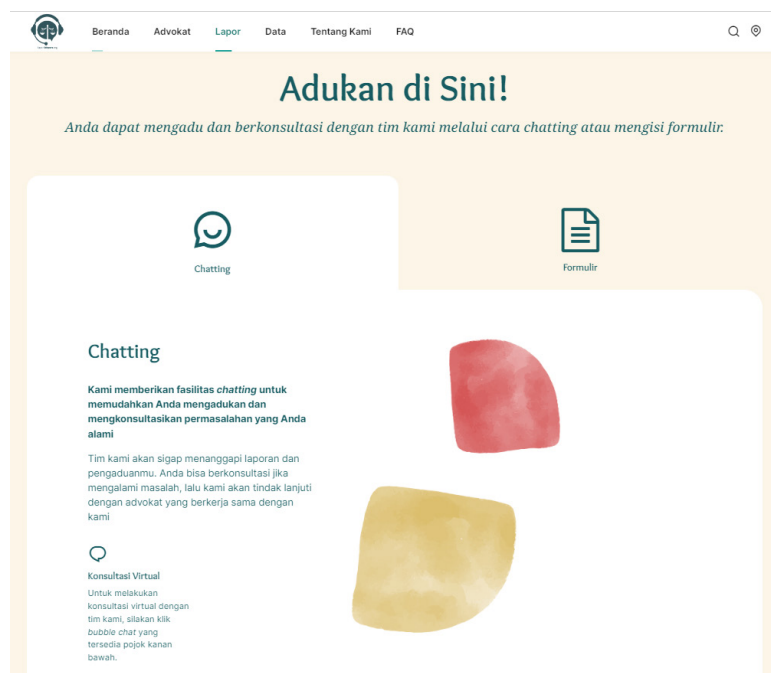 Beranda Advokat Lapor Data Tentang Kami FAQ
Adukan di Sini!
Anda dapat mengadu dan berkonsultasi dengan tim kami melalui cara chatting atau mengisi formulir.
Chatting
Formulir
Chatting
Kami memberikan fasilitas chatting untuk
memudahkan Anda mengadukan dan
mengkonsultasikan permasalahan yang Anda
alami
Tim kami akan sigap menanggapi laporan dan
pengaduanmu. Anda bisa berkonsultasi jika
mengalami masalah, lalu kami akan tindak lanjuti
dengan advokat yang berkerja sama dengan
kami
Konsultasi Virtual
Untuk melakukan
konsultasi virtual dengan
tim kami, silakan klik
bubble chat yang
tersedia pojok kanan
bawah.